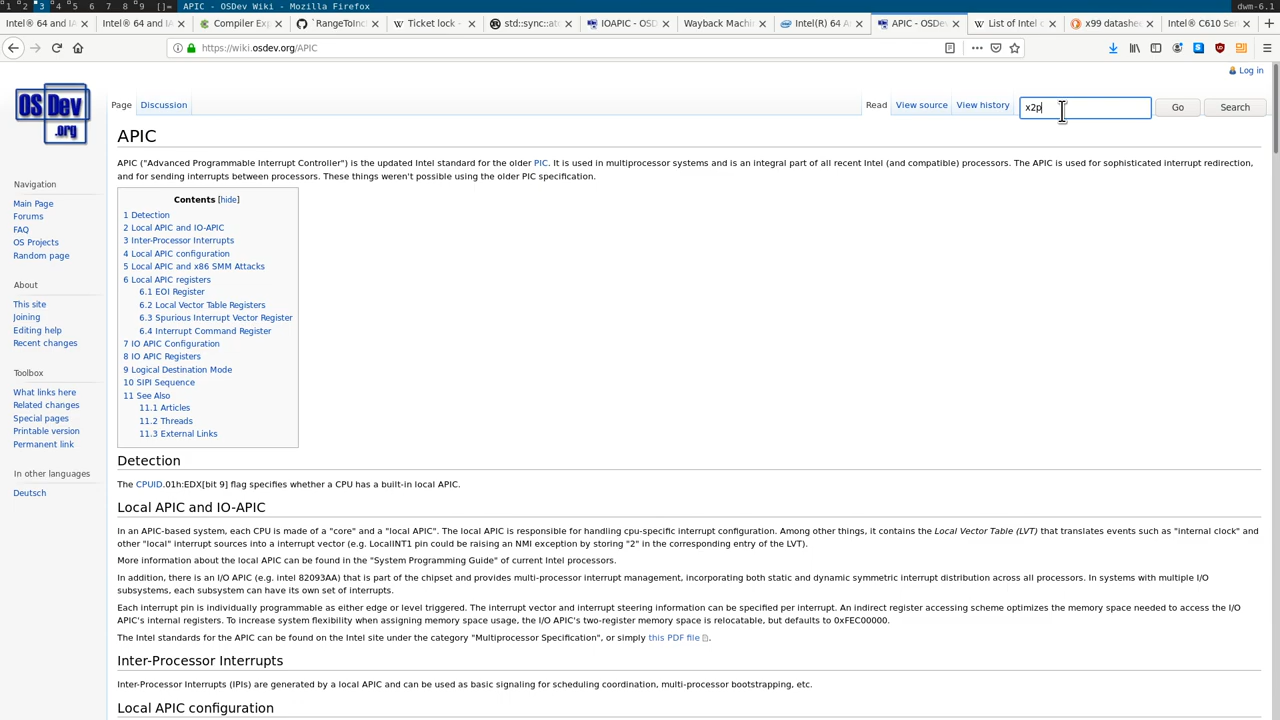 1 2 3 4 5 6 7 8 9 []= APIC - OSDev Wiki - Mozilla Firefox dwm-6.1
Intel® 64 and IA Intel® 64 and IA Compiler Exp `RangeToInc Ticket lock - std::sync::ato IOAPIC - OSD Wayback Machi Intel(R) 64 An APIC - OSDev List of Intel c x99 datashee Intel® C610 Ser
https://wiki.osdev.org/APIC
Log in
OS Dev .org
Page Discussion Read View source View history x2p Go Search
APIC
APIC ("Advanced Programmable Interrupt Controller") is the updated Intel standard for the older PIC. It is used in multiprocessor systems and is an integral part of all recent Intel (and compatible) processors. The APIC is used for sophisticated interrupt redirection,
and for sending interrupts between processors. These things weren't possible using the older PIC specification.
Navigation
Main Page
Forums
FAQ
OS Projects
Random page
About
This site
Joining
Editing help
Recent changes
Toolbox
What links here
Related changes
Special pages
Printable version
Permanent link
In other languages
Deutsch
Contents [hide]
1 Detection
2 Local APIC and IO-APIC
3 Inter-Processor Interrupts
4 Local APIC configuration
5 Local APIC and x86 SMM Attacks
6 Local APIC registers
6.1 EOI Register
6.2 Local Vector Table Registers
6.3 Spurious Interrupt Vector Register
6.4 Interrupt Command Register
7 IO APIC Configuration
8 IO APIC Registers
9 Logical Destination Mode
10 SIPI Sequence
11 See Also
11.1 Articles
11.2 Threads
11.3 External Links
Detection
The CPUID.01h:EDX[bit 9] flag specifies whether a CPU has a built-in local APIC.
Local APIC and IO-APIC
In an APIC-based system, each CPU is made of a "core" and a "local APIC". The local APIC is responsible for handling cpu-specific interrupt configuration. Among other things, it contains the Local Vector Table (LVT) that translates events such as "internal clock" and
other "local" interrupt sources into a interrupt vector (e.g. LocalINT1 pin could be raising an NMI exception by storing "2" in the corresponding entry of the LVT).
More information about the local APIC can be found in the "System Programming Guide" of current Intel processors.
In addition, there is an I/O APIC (e.g. intel 82093AA) that is part of the chipset and provides multi-processor interrupt management, incorporating both static and dynamic symmetric interrupt distribution across all processors. In systems with multiple I/O
subsystems, each subsystem can have its own set of interrupts.
Each interrupt pin is individually programmable as either edge or level triggered. The interrupt vector and interrupt steering information can be specified per interrupt. An indirect register accessing scheme optimizes the memory space needed to access the I/O
APIC's internal registers. To increase system flexibility when assigning memory space usage, the I/O APIC's two-register memory space is relocatable, but defaults to 0xFEC00000.
The Intel standards for the APIC can be found on the Intel site under the category "Multiprocessor Specification", or simply this PDF file.
Inter-Processor Interrupts
Inter-Processor Interrupts (IPIs) are generated by a local APIC and can be used as basic signaling for scheduling coordination, multi-processor bootstrapping, etc.
Local APIC configuration